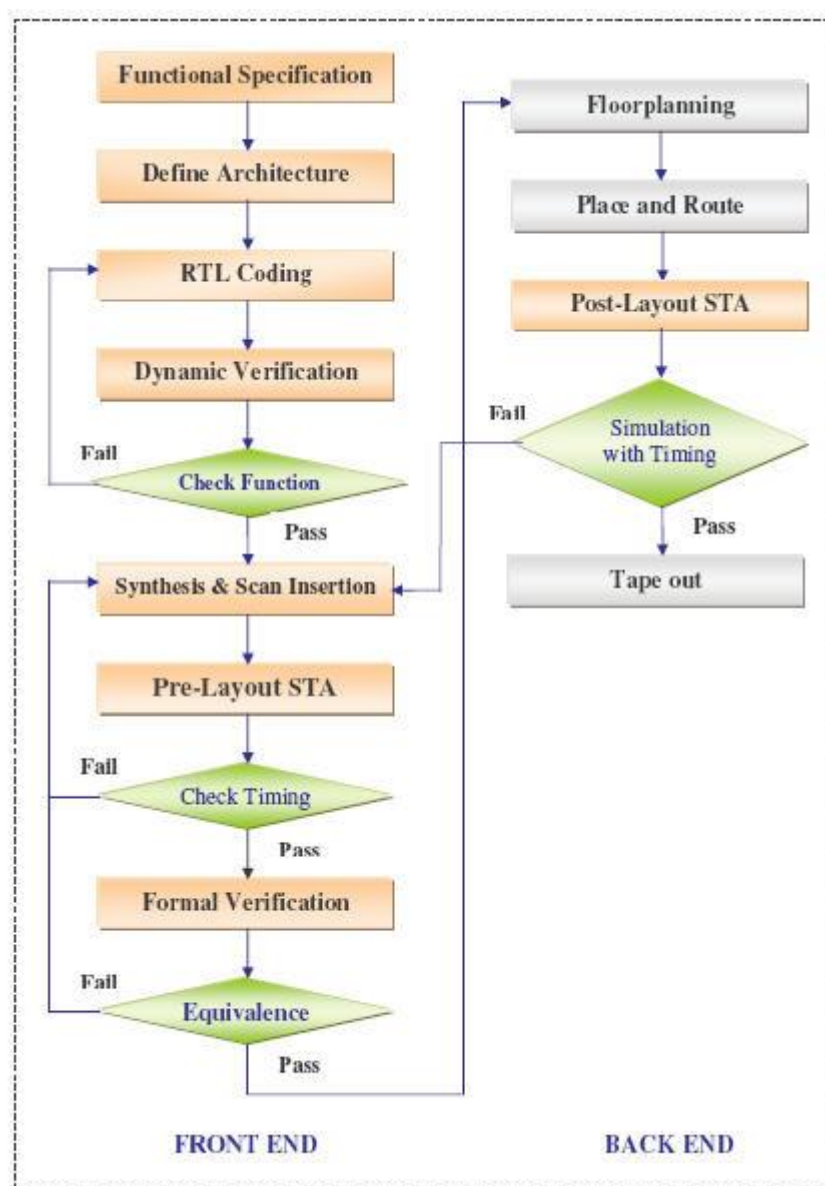 Functional Specification
Define Architecture
RTL Coding
Dynamic Verification
Fail
Check Function
Pass
Synthesis & Scan Insertion
Pre-Layout STA
Fail
Check Timing
Pass
Formal Verification
Fail
Equivalence
Pass
FRONT END
Floorplanning
Place and Route
Post-Layout STA
Fail
Simulation
with Timing
Pass
Tape out
BACK END